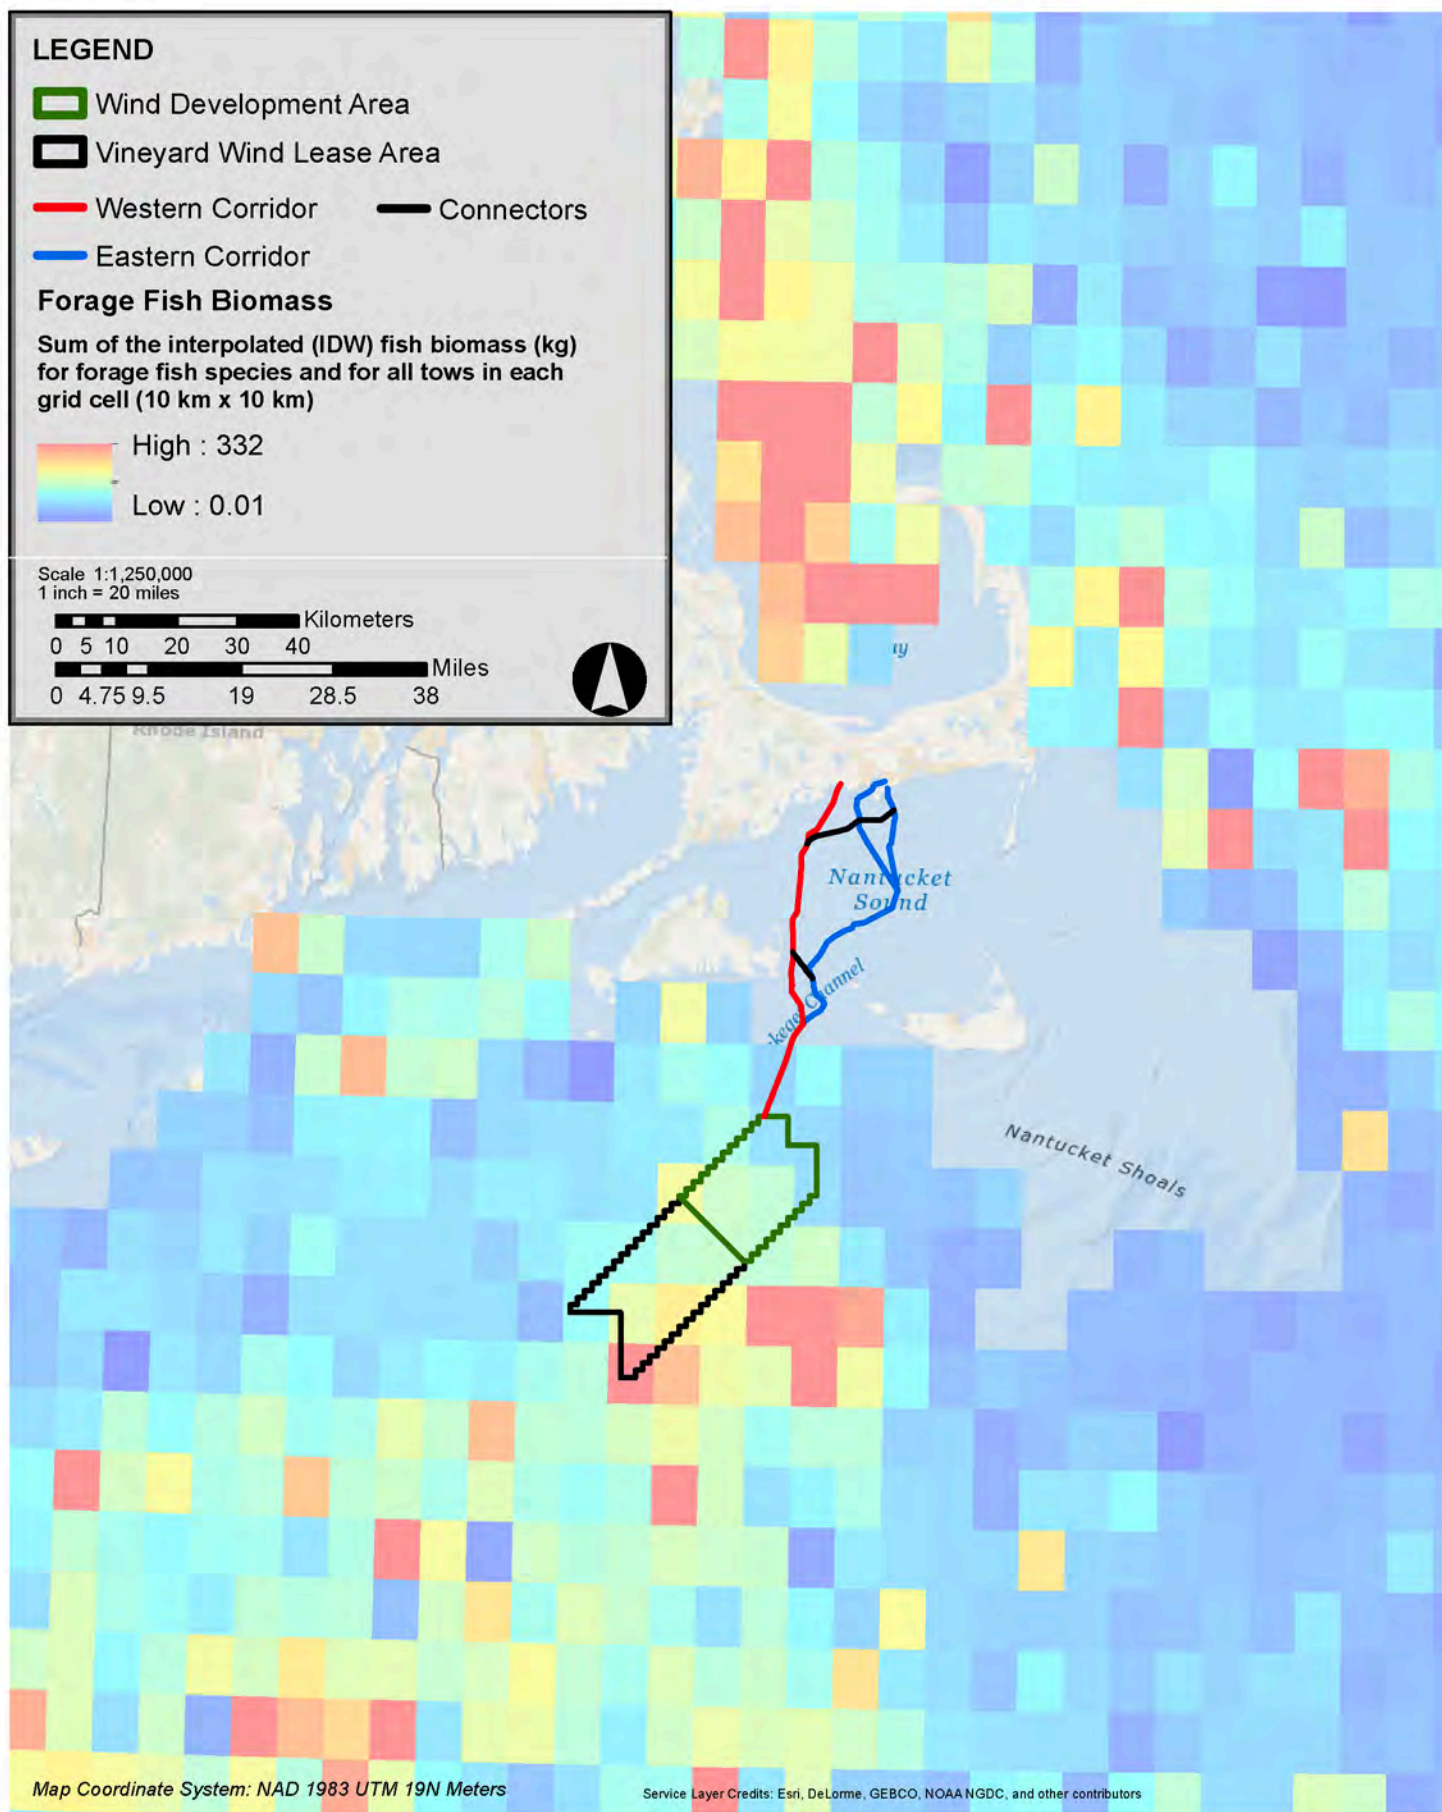 LEGEND
Wind Development Area
Vineyard Wind Lease Area
Western Corridor Connectors
Eastern Corridor
Forage Fish Biomass
Sum of the interpolated (IDW) fish biomass (kg)
for forage fish species and for all tows in each
grid cell (10 km x 10 km)
High : 332
Low : 0.01
Scale 1:1,250,000
1 inch = 20 miles
Kilometers
0 5 10 20 30 40
Miles
0 4.75 9.5 19 28.5 38
Rhode Island
Nantucket
Sound
Channel
Nantucket Shoals
Map Coordinate System: NAD 1983 UTM 19N Meters
Service Layer Credits: Esri, DeLorme, GEBCO, NOAA NGDC, and other contributors